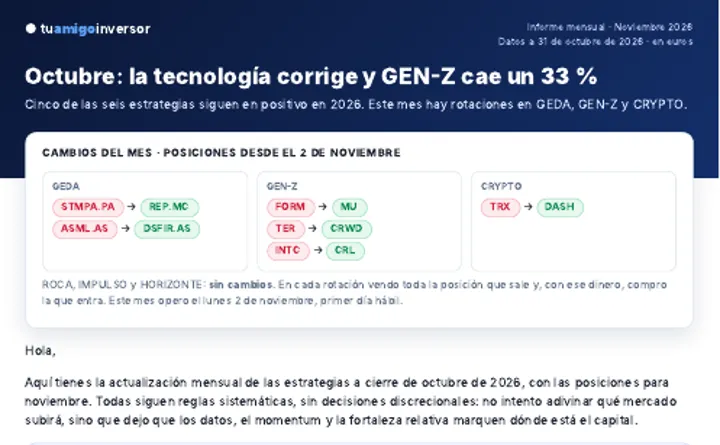 tuamigoinversor
Informe mensual · Noviembre 2026
Datos a 31 de octubre de 2026 · en euros
Octubre: la tecnología corrige y GEN-Z cae un 33 %
Cinco de las seis estrategias siguen en positivo en 2026. Este mes hay rotaciones en GEDA, GEN-Z y CRYPTO.
CAMBIOS DEL MES · POSICIONES DESDE EL 2 DE NOVIEMBRE
GEDA
STMPA.PA → REP.MC
ASML.AS → DSFIR.AS
GEN-Z
FORM → MU
TER → CRWD
INTC → CRL
CRYPTO
TRX → DASH
ROCA, IMPULSO y HORIZONTE: sin cambios. En cada rotación vendo toda la posición que sale y, con ese dinero, compro
la que entra. Este mes opero el lunes 2 de noviembre, primer día hábil.
Hola,
Aquí tienes la actualización mensual de las estrategias a cierre de octubre de 2026, con las posiciones para
noviembre. Todas siguen reglas sistemáticas, sin decisiones discrecionales: no intento adivinar qué mercado
subirá, sino que dejo que los datos, el momentum y la fortaleza relativa marquen dónde está el capital.